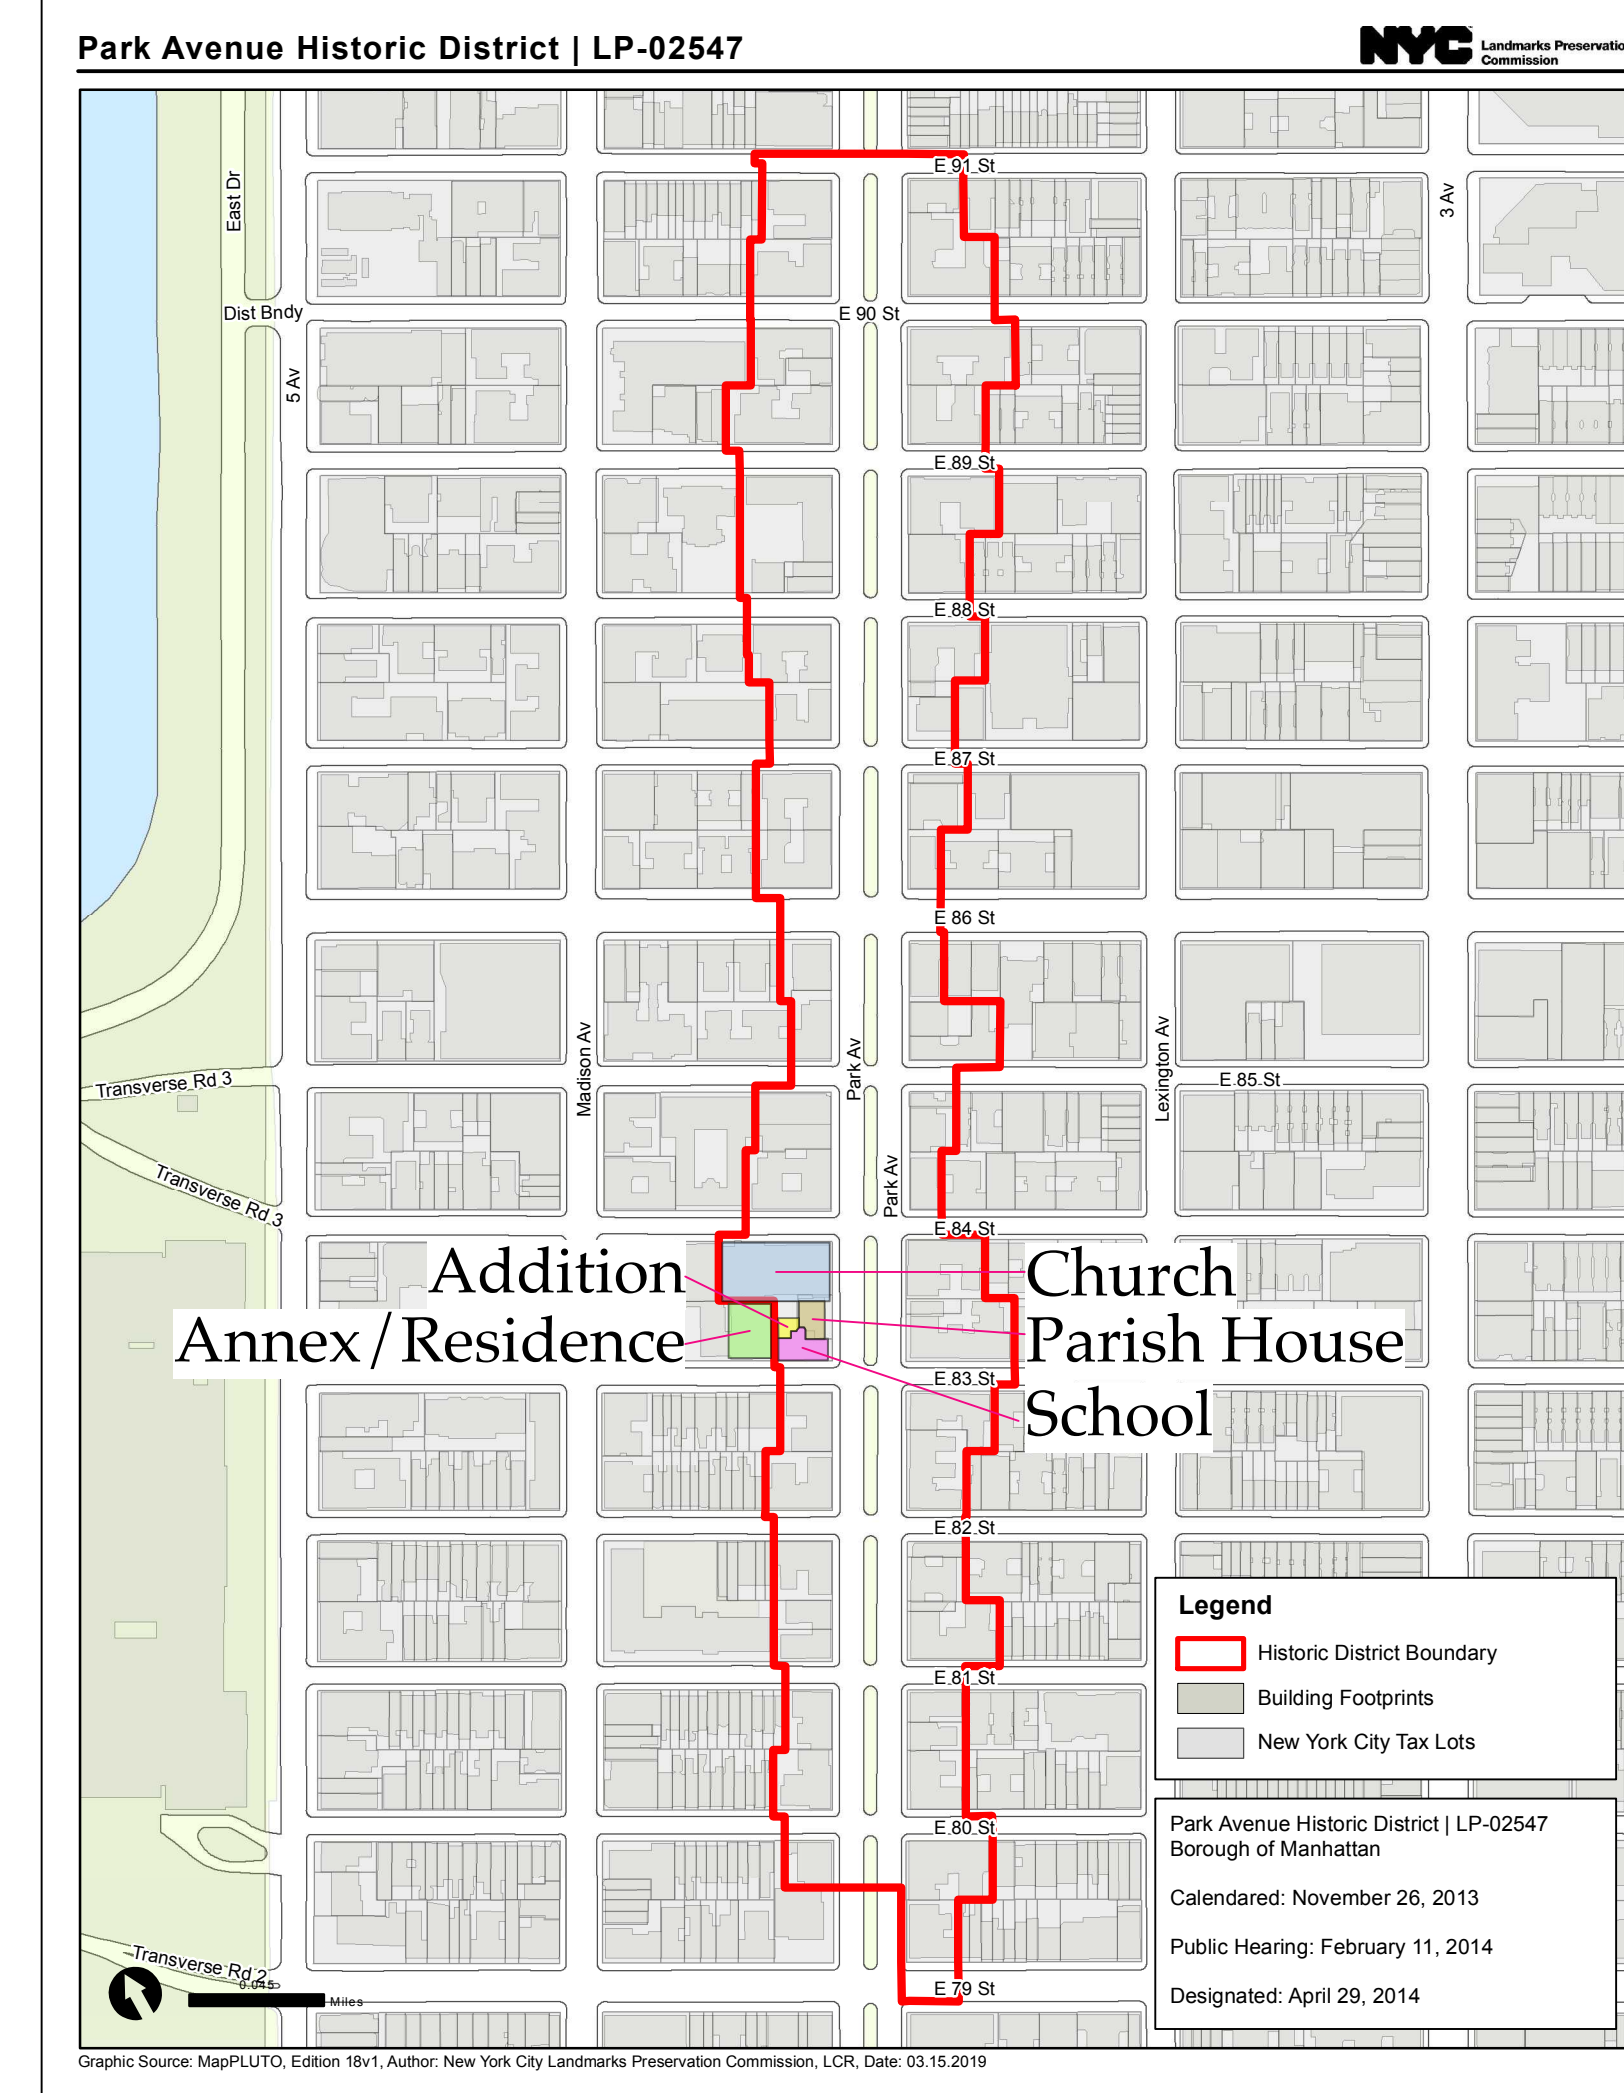 Park Avenue Historic District | LP-02547
NYC Landmarks Preservatio
Commission
E 91 St
East Dr
3 Av
Dist Bndy
E 90 St
5 Av
E 89 St
E 88 St
E 87 St
E 86 St
Madison Av
Park Av
Lexington Av
Transverse Rd 3
E 85 St
Transverse Rd 3
Park Av
E 84 St
Addition
Church
Annex/Residence
Parish House
E 83 St
School
E 82 St
Legend
Historic District Boundary
E 81 St
Building Footprints
New York City Tax Lots
E 80 St
Park Avenue Historic District | LP-02547
Borough of Manhattan
Calendared: November 26, 2013
Public Hearing: February 11, 2014
Transverse Rd 2
0.045
Miles
E 79 St
Designated: April 29, 2014
Graphic Source: MapPLUTO, Edition 18v1, Author: New York City Landmarks Preservation Commission, LCR, Date: 03.15.2019